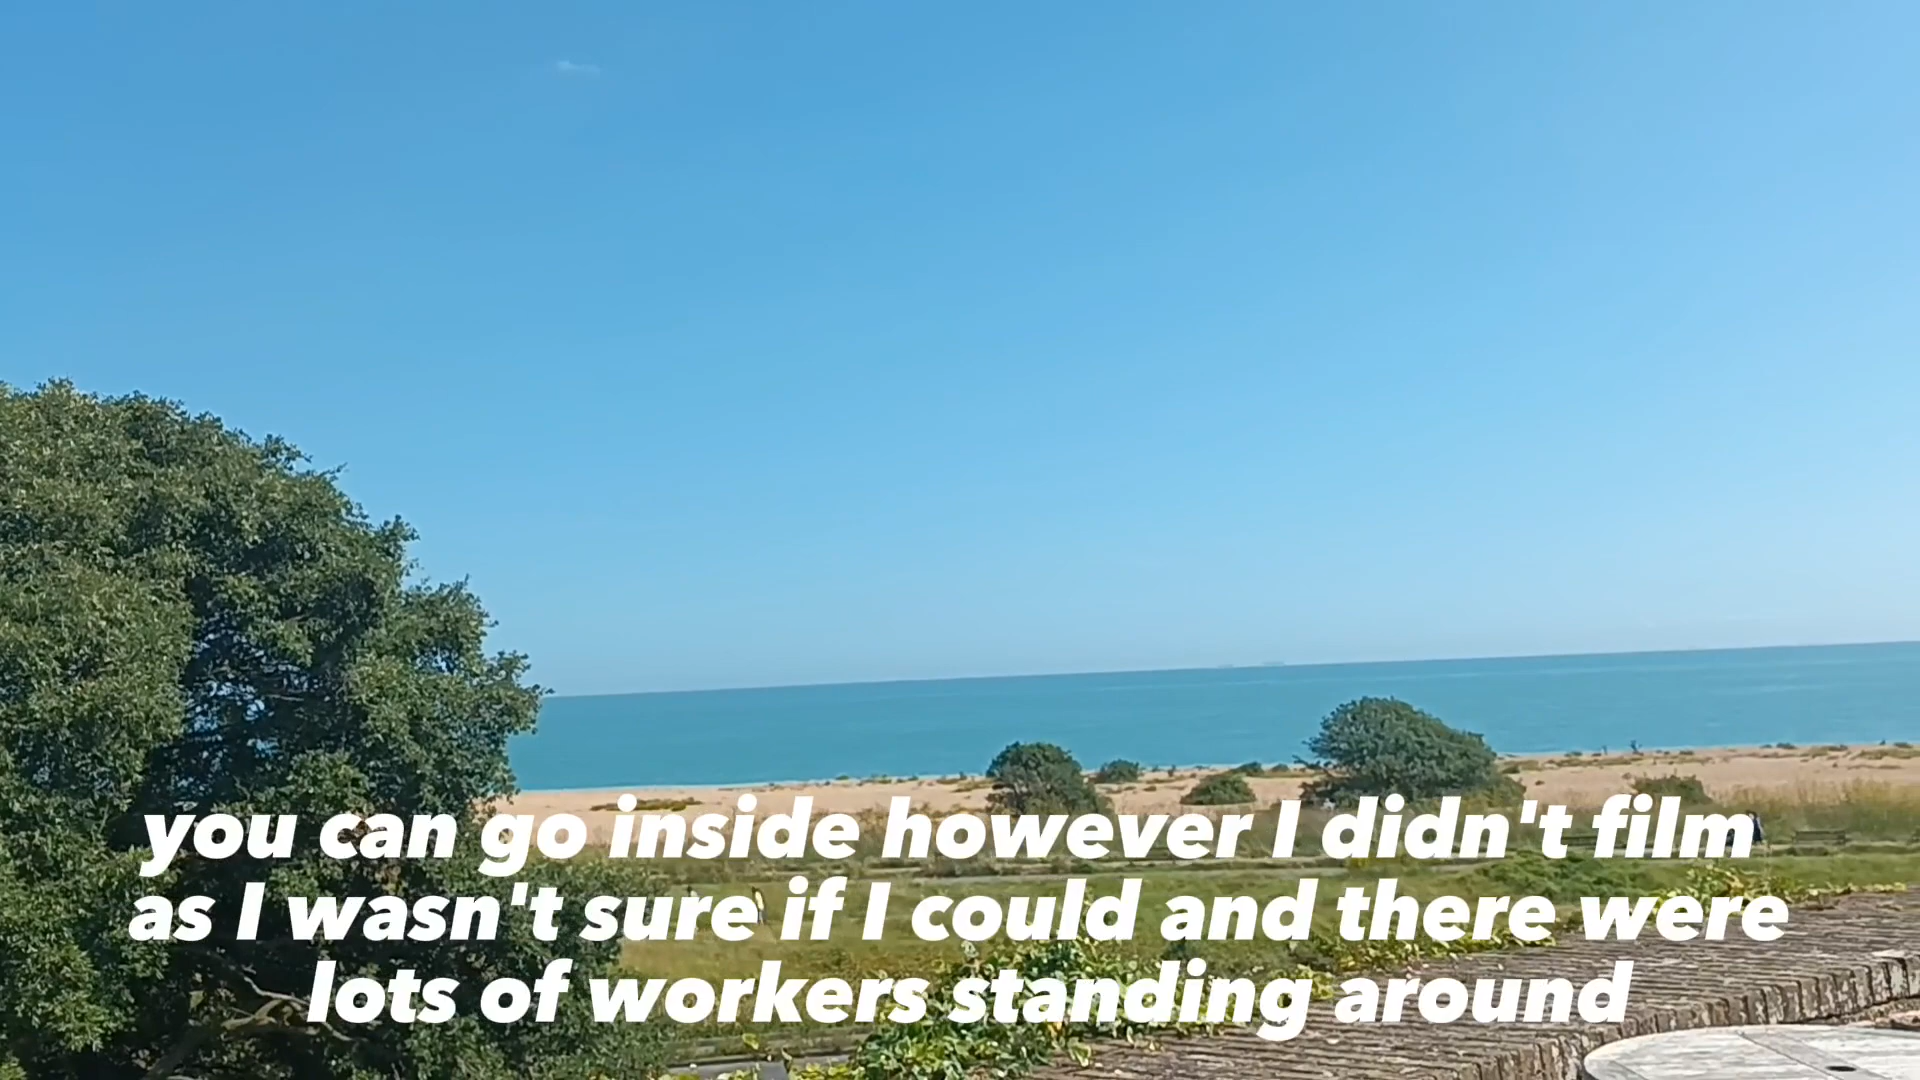 you can go inside however I didn't film
as I wasn't sure if I could and there were
lots of workers standing around